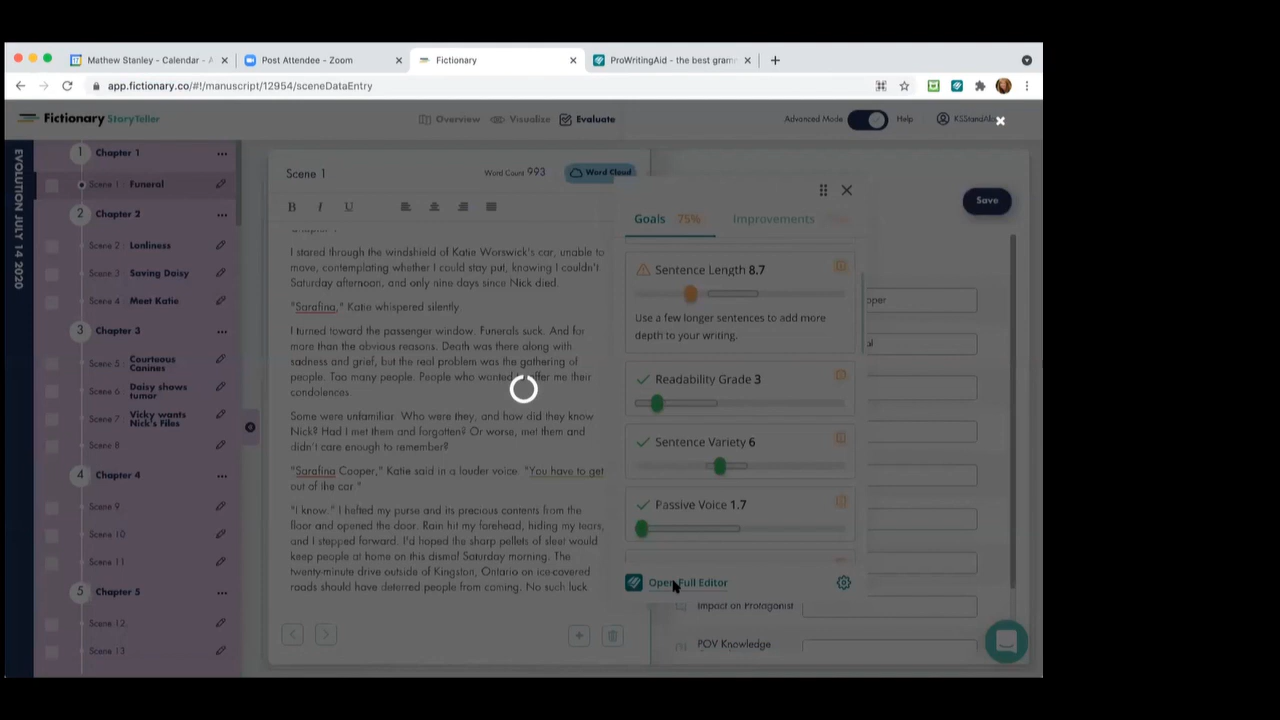 Mathew Stanley - Calendar - A
Post Attendee - Zoom
Fictionary
ProWritingAid - the best gramm
app.fictionary.co/#!/manuscript/12954/sceneDataEntry
Fictionary StoryTeller
Overview
Visualize
Evaluate
Advanced Mode
Help
KSStandAlo
EVOLUTION JULY 14 2020
1 Chapter 1 ...
Scene 1 Funeral
2 Chapter 2 ...
Scene 2 Lonliness
Scene 3 Saving Daisy
Scene 4 Meet Katie
3 Chapter 3 ...
Scene 5 Courteous Canines
Scene 6 Daisy shows tumor
Scene 7 Vicky wants Nick's Files
Scene 8
4 Chapter 4 ...
Scene 9
Scene 10
Scene 11
5 Chapter 5 ...
Scene 12
Scene 13
Scene 1
Word Count 993
Word Cloud
B I U
I stared through the windshield of Katie Worswick's car, unable to
move, contemplating whether I could stay put, knowing I couldn't
Saturday afternoon, and only nine days since Nick died.
"Sarafina," Katie whispered silently
I turned toward the passenger window. Funerals suck. And for
more than the obvious reasons. Death was there along with
sadness and grief, but the real problem was the gathering of
people. Too many people. People who wanted to offer me their
condolences.
Some were unfamiliar. Who were they, and how did they know
Nick? Had I met them and forgotten? Or worse, met them and
didn't care enough to remember?
"Sarafina Cooper," Katie said in a louder voice. "You have to get
out of the car."
"I know." I hefted my purse and its precious contents from the
floor and opened the door. Rain hit my forehead, hiding my tears,
and I stepped forward. I'd hoped the sharp pellets of sleet would
keep people at home on this dismal Saturday morning. The
twenty-minute drive outside of Kingston, Ontario on ice-covered
roads should have deterred people from coming. No such luck
Goals 75%
Improvements
Sentence Length 8.7
Use a few longer sentences to add more
depth to your writing.
Readability Grade 3
Sentence Variety 6
Passive Voice 1.7
Open Full Editor
Save
oper
al
Impact on Protagonist
POV Knowledge